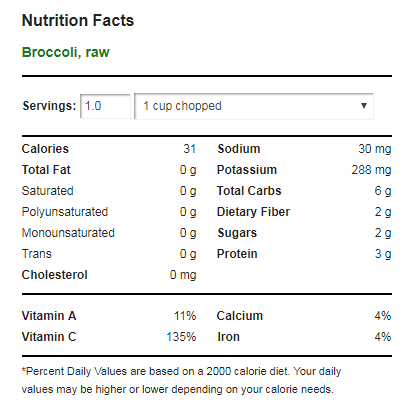 Nutrition Facts
Broccoli, raw
Servings: 1.0 1 cup chopped
Calories 31 Sodium 30 mg
Total Fat 0 g Potassium 288 mg
Saturated 0 g Total Carbs 6 g
Polyunsaturated 0 g Dietary Fiber 2 g
Monounsaturated 0 g Sugars 2 g
Trans 0 g Protein 3 g
Cholesterol 0 mg
Vitamin A 11% Calcium 4%
Vitamin C 135% Iron 4%
*Percent Daily Values are based on a 2000 calorie diet. Your daily
values may be higher or lower depending on your calorie needs.